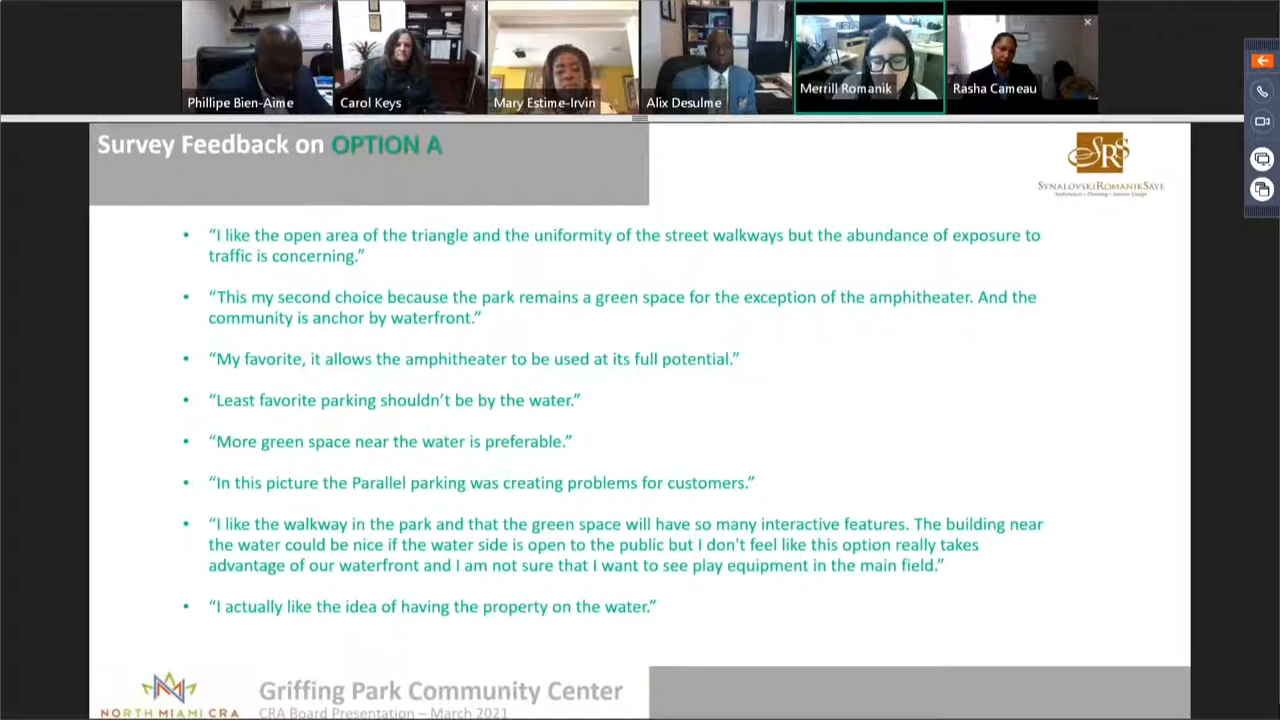 Phillipe Bien-Aime
Carol Keys
Mary Estime-Irvin
Alix Desulme
Merrill Romanik
Rasha Cameau
Survey Feedback on OPTION A
SRS
SYNALOVSKIROMANIKSAYE
Architecture • Planning • Interior Design
• “I like the open area of the triangle and the uniformity of the street walkways but the abundance of exposure to
traffic is concerning.”
• “This my second choice because the park remains a green space for the exception of the amphitheater. And the
community is anchor by waterfront.”
• “My favorite, it allows the amphitheater to be used at its full potential.”
• “Least favorite parking shouldn’t be by the water.”
• “More green space near the water is preferable.”
• “In this picture the Parallel parking was creating problems for customers.”
• “I like the walkway in the park and that the green space will have so many interactive features. The building near
the water could be nice if the water side is open to the public but I don't feel like this option really takes
advantage of our waterfront and I am not sure that I want to see play equipment in the main field.”
• “I actually like the idea of having the property on the water.”
NORTH MIAMI CRA
Griffing Park Community Center
CRA Board Presentation – March 2021